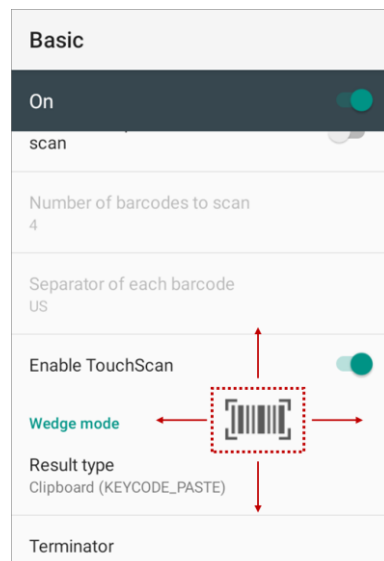 Basic
On
scan
Number of barcodes to scan
4
Separator of each barcode
US
Enable TouchScan
Wedge mode
Result type
Clipboard (KEYCODE_PASTE)
Terminator